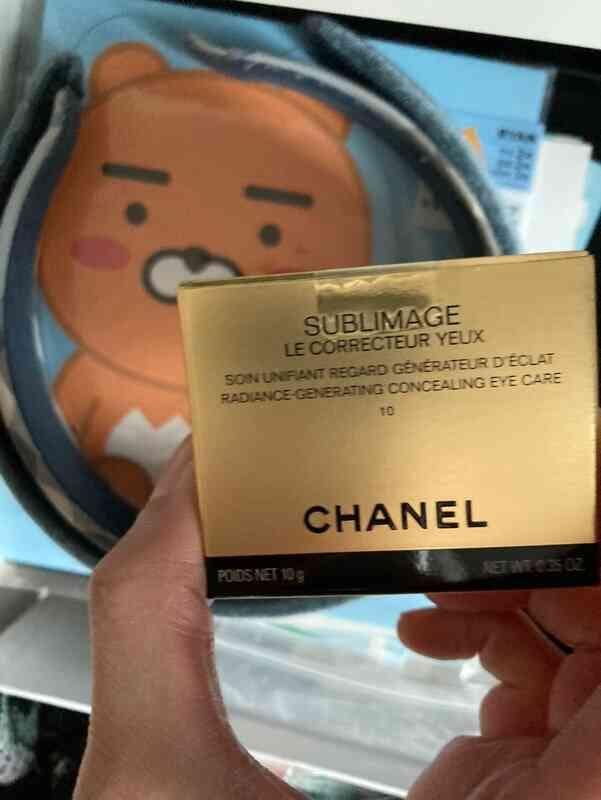 SUBLIMAGE
LE CORRECTEUR YEUX
SOIN UNIFIANT REGARD GÉNÉRATEUR D'ÉCLAT
RADIANCE-GENERATING CONCEALING EYE CARE
10
CHANEL
POIDS NET 10 g NET WT. 0.35 OZ.